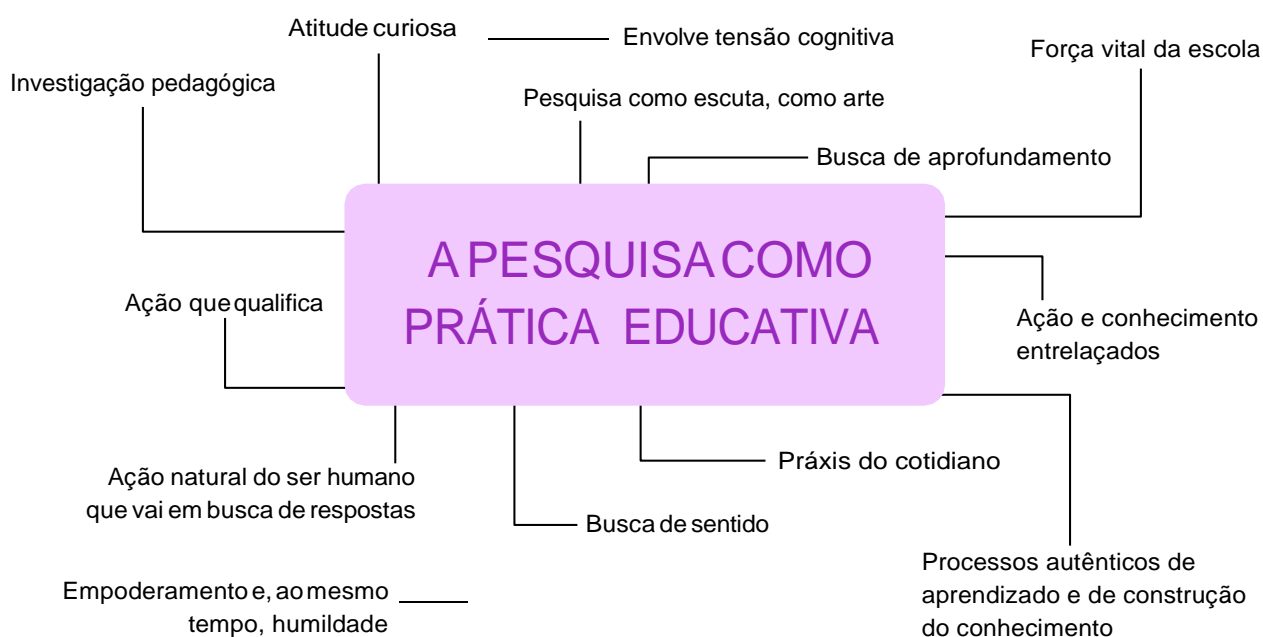 Atitude curiosa
Envolve tensão cognitiva
Força vital da escola
Investigação pedagógica
Pesquisa como escuta, como arte
Busca de aprofundamento
A PESQUISA COMO
PRÁTICA EDUCATIVA
Ação que qualifica
Ação e conhecimento
entrelaçados
Ação natural do ser humano
que vai em busca de respostas
Práxis do cotidiano
Busca de sentido
Processos autênticos de
aprendizado e de construção
do conhecimento
Empoderamento e, ao mesmo
tempo, humildade